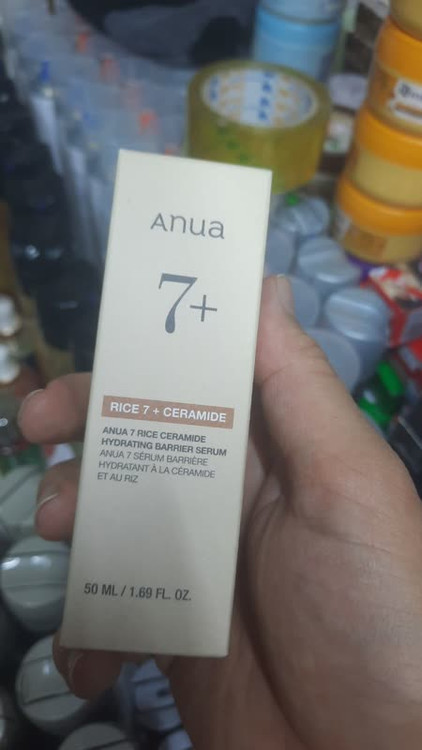 Anua
7+
RICE 7 + CERAMIDE
ANUA 7 RICE CERAMIDE
HYDRATING BARRIER SERUM
ANUA 7 SÉRUM BARRIÈRE
HYDRATANT À LA CÉRAMIDE
ET AU RIZ
50 ML / 1.69 FL. OZ.